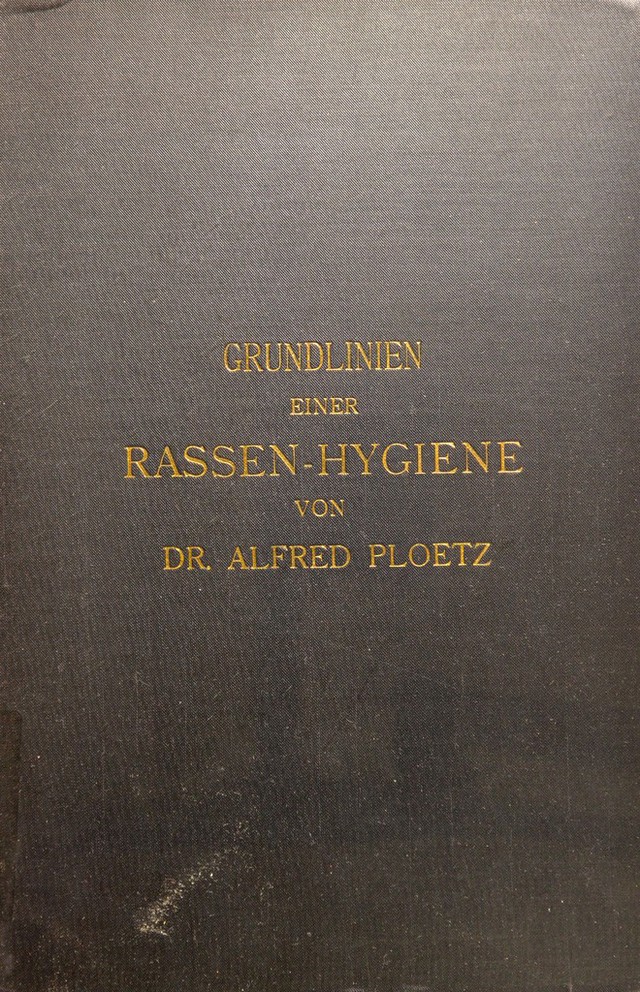 GRUNDLINIEN
EINER
RASSEN-HYGIENE
VON
DR. ALFRED PLOETZ